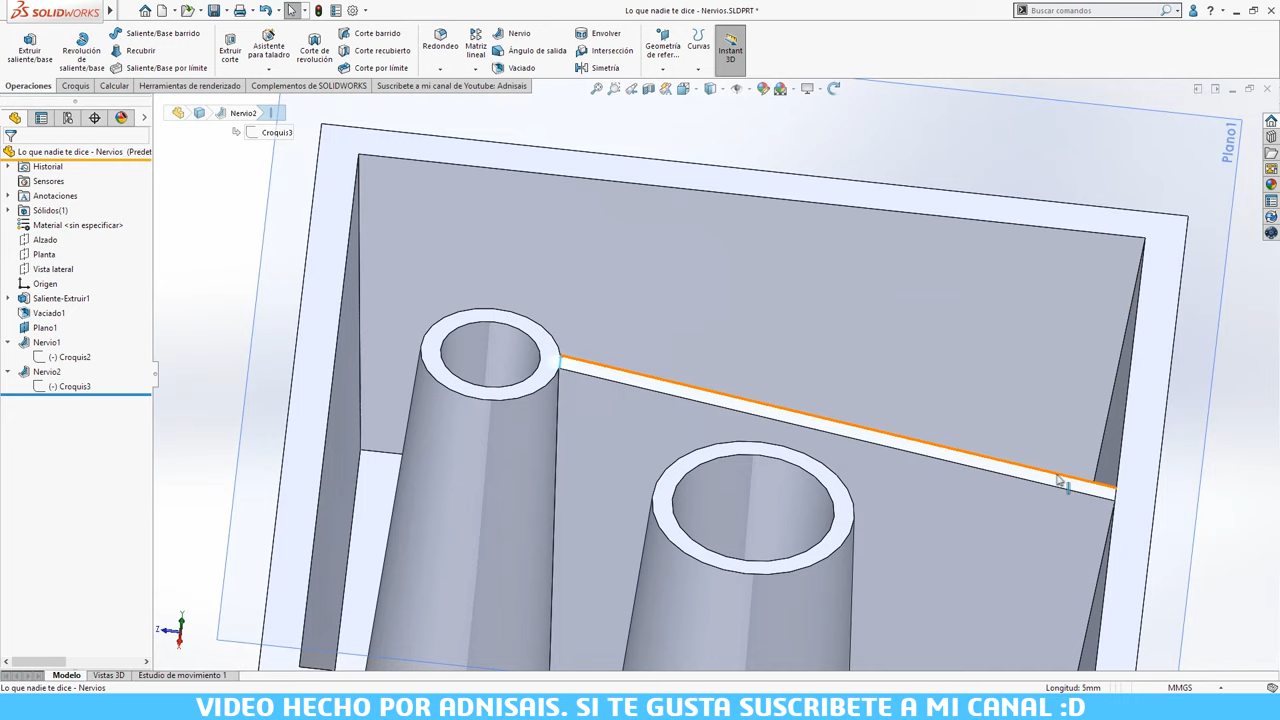 SOLIDWORKS
Lo que nadie te dice - Nervios.SLDPRT *
Buscar comandos
Extruir saliente/base
Revolución de saliente/base
Saliente/Base barrido
Recubrir
Saliente/Base por límite
Extruir corte
Asistente para taladro
Corte de revolución
Corte barrido
Corte recubierto
Corte por límite
Redondeo
Matriz lineal
Nervio
Ángulo de salida
Vaciado
Envolver
Intersección
Simetría
Geometría de refer...
Curvas
Instant 3D
Operaciones
Croquis
Calcular
Herramientas de renderizado
Complementos de SOLIDWORKS
Suscribete a mi canal de Youtube: Adnisais
Nervio2
Croquis3
Lo que nadie te dice - Nervios (Predet
Historial
Sensores
Anotaciones
Sólidos(1)
Material <sin especificar>
Alzado
Planta
Vista lateral
Origen
Saliente-Extruir1
Vaciado1
Plano1
Nervio1
(-) Croquis2
Nervio2
(-) Croquis3
Plano1
Y
Z
X
Modelo
Vistas 3D
Estudio de movimiento 1
Lo que nadie te dice - Nervios
Longitud: 5mm
MMGS
VIDEO HECHO POR ADNISAIS. SI TE GUSTA SUSCRIBETE A MI CANAL :D